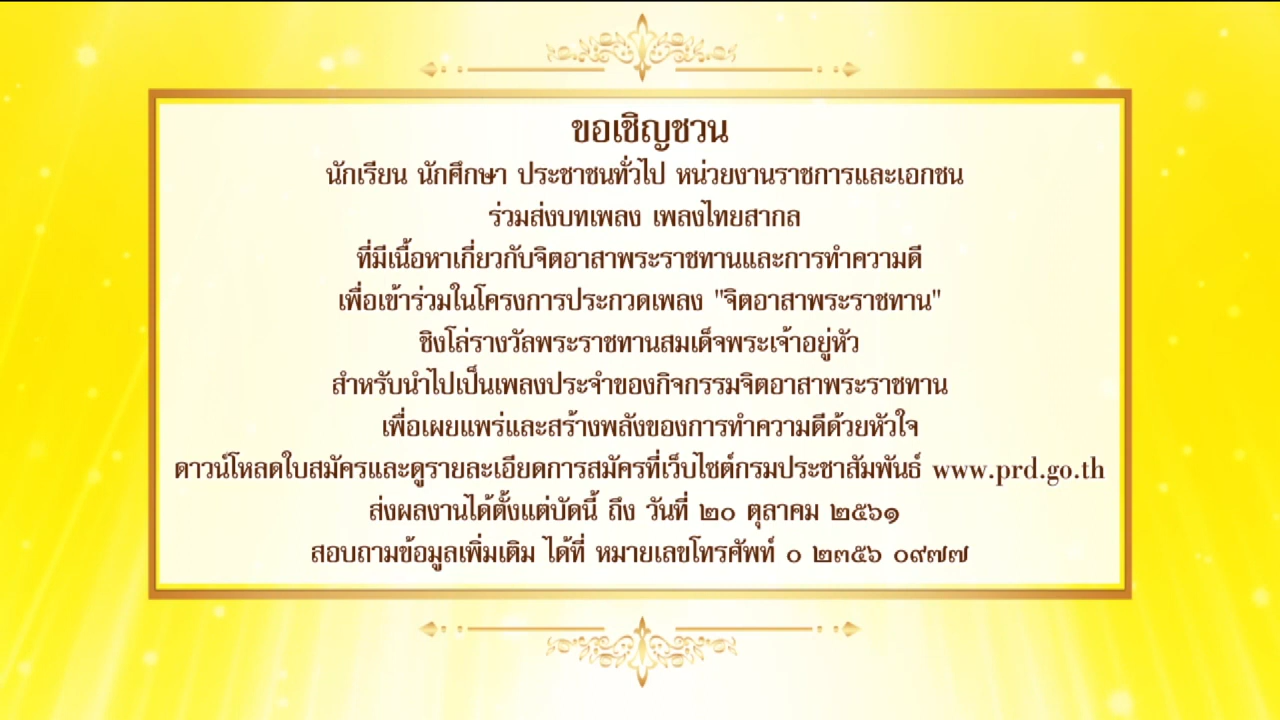 ขอเชิญชวน
นักเรียน นักศึกษา ประชาชนทั่วไป หน่วยงานราชการและเอกชน
ร่วมส่งบทเพลง เพลงไทยสากล
ที่มีเนื้อหาเกี่ยวกับจิตอาสาพระราชทานและการทำความดี
เพื่อเข้าร่วมในโครงการประกวดเพลง "จิตอาสาพระราชทาน"
ชิงโล่รางวัลพระราชทานสมเด็จพระเจ้าอยู่หัว
สำหรับนำไปเป็นเพลงประจำของกิจกรรมจิตอาสาพระราชทาน
เพื่อเผยแพร่และสร้างพลังของการทำความดีด้วยหัวใจ
ดาวน์โหลดใบสมัครและดูรายละเอียดการสมัครที่เว็บไซต์กรมประชาสัมพันธ์ www.prd.go.th
ส่งผลงานได้ตั้งแต่บัดนี้ ถึง วันที่ ๒๐ ตุลาคม ๒๕๖๑
สอบถามข้อมูลเพิ่มเติม ได้ที่ หมายเลขโทรศัพท์ ๐ ๒๓๕๖ ๐๙๗๗